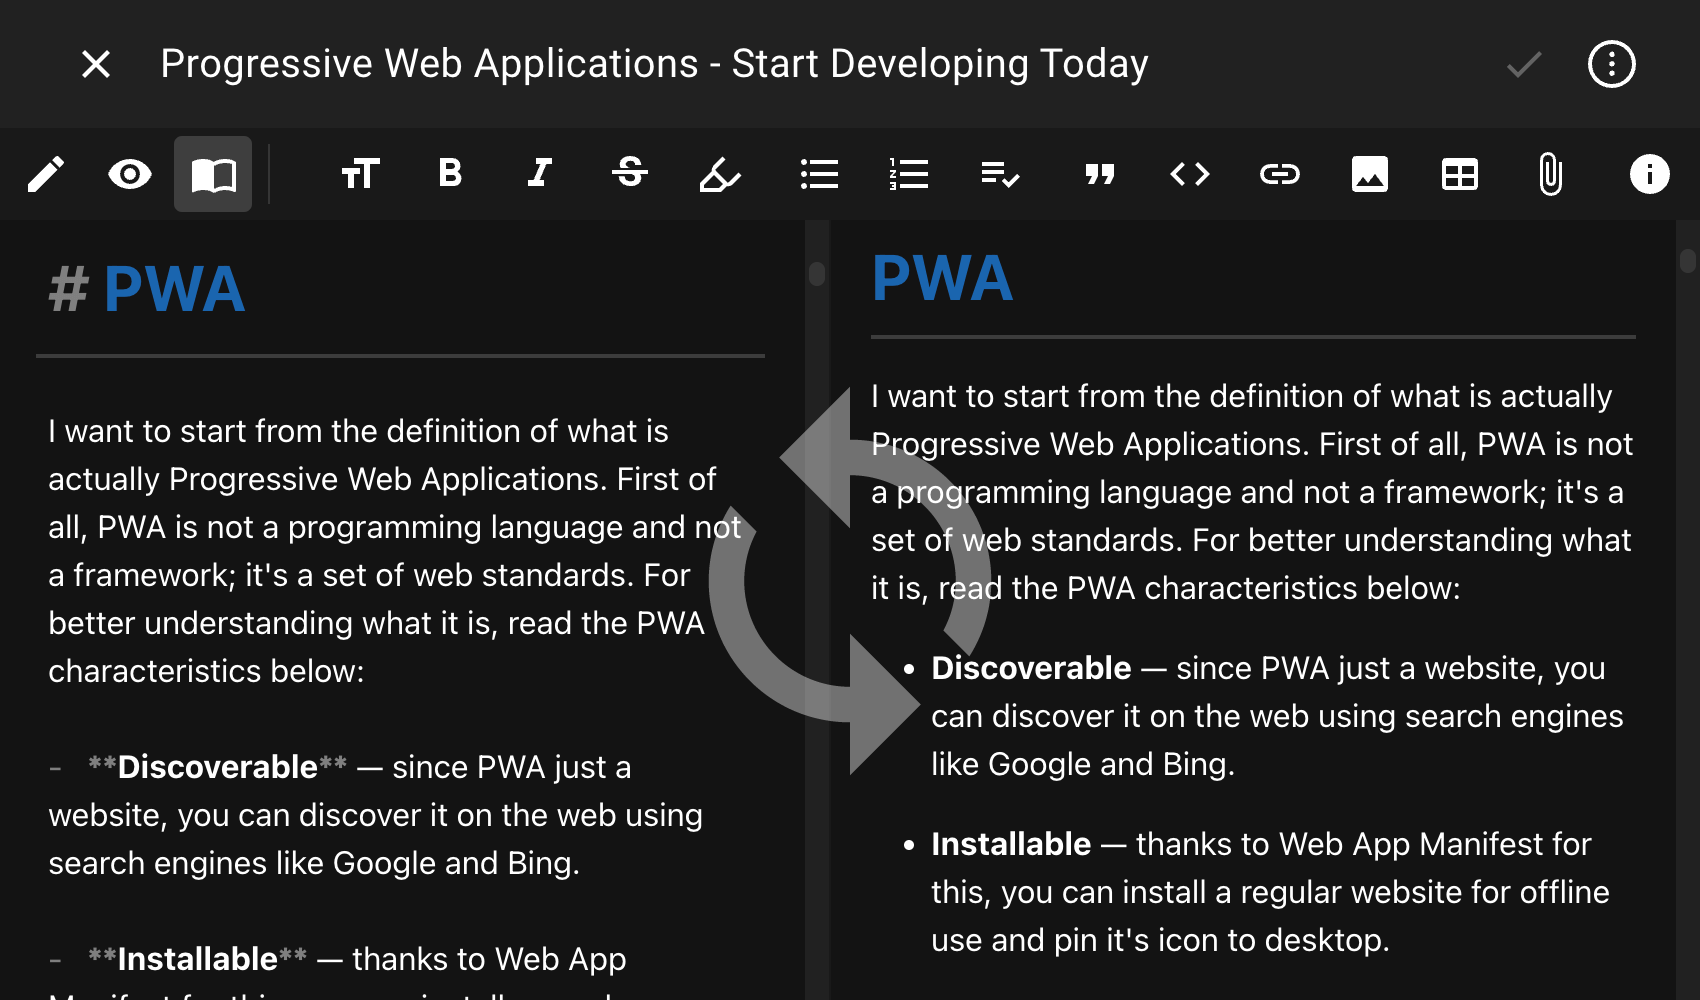 Progressive Web Applications - Start Developing Today
# PWA
I want to start from the definition of what is
actually Progressive Web Applications. First of
all, PWA is not a programming language and not
a framework; it's a set of web standards. For
better understanding what it is, read the PWA
characteristics below:
- **Discoverable** — since PWA just a
website, you can discover it on the web using
search engines like Google and Bing.
- **Installable** — thanks to Web App
PWA
I want to start from the definition of what is actually
Progressive Web Applications. First of all, PWA is not
a programming language and not a framework; it's a
set of web standards. For better understanding what
it is, read the PWA characteristics below:
• Discoverable — since PWA just a website, you
can discover it on the web using search engines
like Google and Bing.
• Installable — thanks to Web App Manifest for
this, you can install a regular website for offline
use and pin it's icon to desktop.